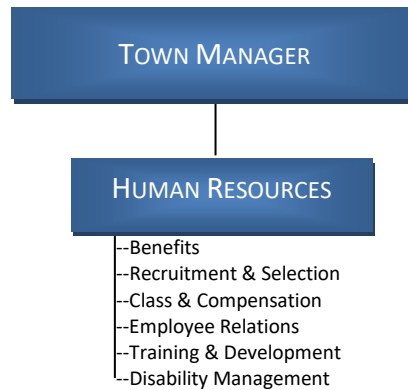 TOWN MANAGER
HUMAN RESOURCES
--Benefits
--Recruitment & Selection
--Class & Compensation
--Employee Relations
--Training & Development
--Disability Management